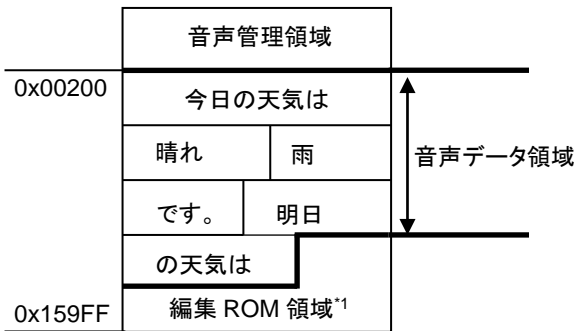 音声管理領域
0x00200
今日の天気は
晴れ
雨
音声データ領域
です。
明日
の天気は
0x159FF
編集 ROM 領域*1